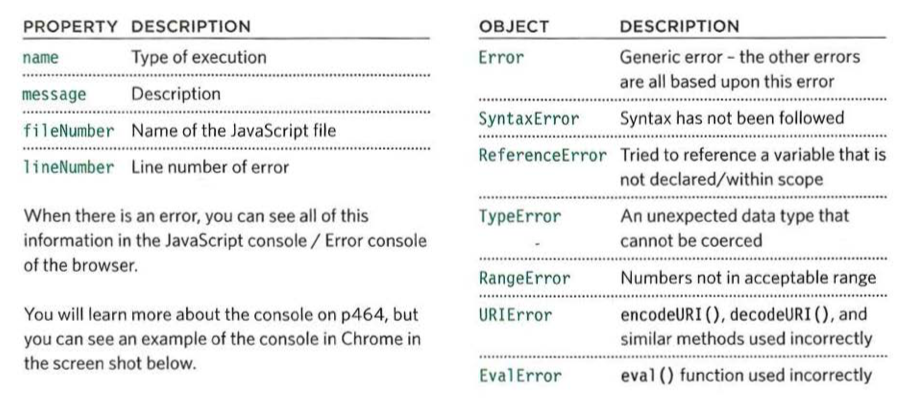 PROPERTY DESCRIPTION
name Type of execution
message Description
fileNumber Name of the JavaScript file
lineNumber Line number of error
When there is an error, you can see all of this
information in the JavaScript console / Error console
of the browser.
You will learn more about the console on p464, but
you can see an example of the console in Chrome in
the screen shot below.
OBJECT DESCRIPTION
Error Generic error – the other errors
are all based upon this error
SyntaxError Syntax has not been followed
ReferenceError Tried to reference a variable that is
not declared/within scope
TypeError An unexpected data type that
cannot be coerced
RangeError Numbers not in acceptable range
URIError encodeURI(), decodeURI(), and
similar methods used incorrectly
EvalError eval() function used incorrectly